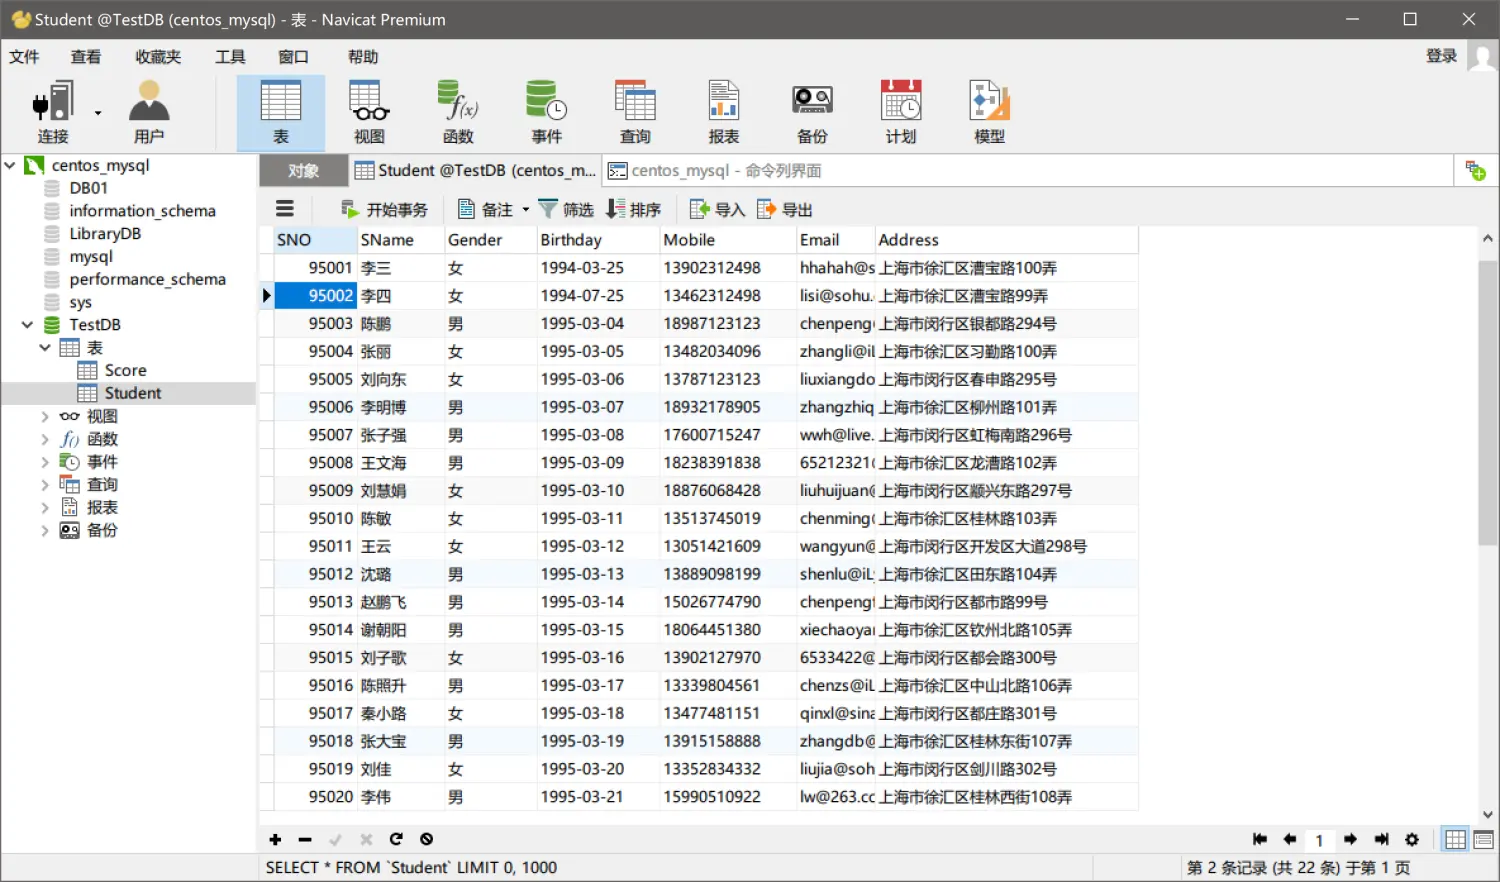 Student @TestDB (centos_mysql) - 表 - Navicat Premium
文件 查看 收藏夹 工具 窗口 帮助 登录
连接 用户 表 视图 函数 事件 查询 报表 备份 计划 模型
centos_mysql
DB01
information_schema
LibraryDB
mysql
performance_schema
sys
TestDB
表
Score
Student
视图
函数
事件
查询
报表
备份
对象 Student @TestDB (centos_m... centos_mysql - 命令列界面
开始事务 备注 筛选 排序 导入 导出
SNO SName Gender Birthday Mobile Email Address
95001 李三 女 1994-03-25 13902312498 hhahah@s 上海市徐汇区漕宝路100弄
95002 李四 女 1994-07-25 13462312498 lisi@sohu. 上海市徐汇区漕宝路99弄
95003 陈鹏 男 1995-03-04 18987123123 chenpeng 上海市闵行区银都路294号
95004 张丽 女 1995-03-05 13482034096 zhangli@iL 上海市徐汇区习勤路100弄
95005 刘向东 女 1995-03-06 13787123123 liuxiangdo 上海市闵行区春申路295号
95006 李明博 男 1995-03-07 18932178905 zhangzhiq 上海市徐汇区柳州路101弄
95007 张子强 男 1995-03-08 17600715247 wwh@live. 上海市闵行区虹梅南路296号
95008 王文海 男 1995-03-09 18238391838 65212321 上海市徐汇区龙漕路102弄
95009 刘慧娟 女 1995-03-10 18876068428 liuhuijuan@ 上海市闵行区颛兴东路297号
95010 陈敏 女 1995-03-11 13513745019 chenming 上海市徐汇区桂林路103弄
95011 王云 女 1995-03-12 13051421609 wangyun@ 上海市闵行区开发区大道298号
95012 沈璐 男 1995-03-13 13889098199 shenlu@iL 上海市徐汇区田东路104弄
95013 赵鹏飞 男 1995-03-14 15026774790 chenpeng 上海市闵行区都市路99号
95014 谢朝阳 男 1995-03-15 18064451380 xiechaoya 上海市徐汇区钦州北路105弄
95015 刘子歌 女 1995-03-16 13902127970 6533422@ 上海市闵行区都会路300号
95016 陈照升 男 1995-03-17 13339804561 chenzs@iL 上海市徐汇区中山北路106弄
95017 秦小路 女 1995-03-18 13477481151 qinxl@sina 上海市闵行区都庄路301号
95018 张大宝 男 1995-03-19 13915158888 zhangdb@ 上海市徐汇区桂林东街107弄
95019 刘佳 女 1995-03-20 13352834332 liujia@soh 上海市闵行区剑川路302号
95020 李伟 男 1995-03-21 15990510922 lw@263.cc 上海市徐汇区桂林西街108弄
1
SELECT * FROM `Student` LIMIT 0, 1000
第 2 条记录 (共 22 条) 于第 1 页